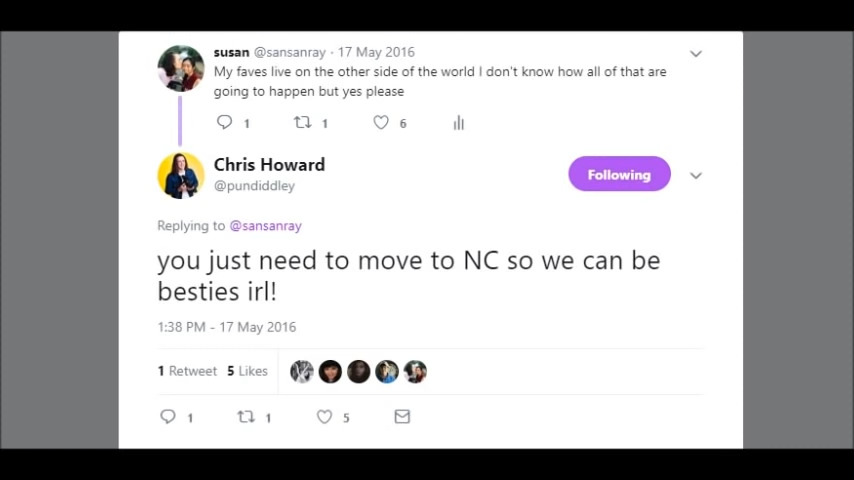 susan @sansanray · 17 May 2016
My faves live on the other side of the world I don't know how all of that are
going to happen but yes please
1 1 6
Chris Howard
@pundiddley
Following
Replying to @sansanray
you just need to move to NC so we can be
besties irl!
1:38 PM - 17 May 2016
1 Retweet 5 Likes
1 1 5